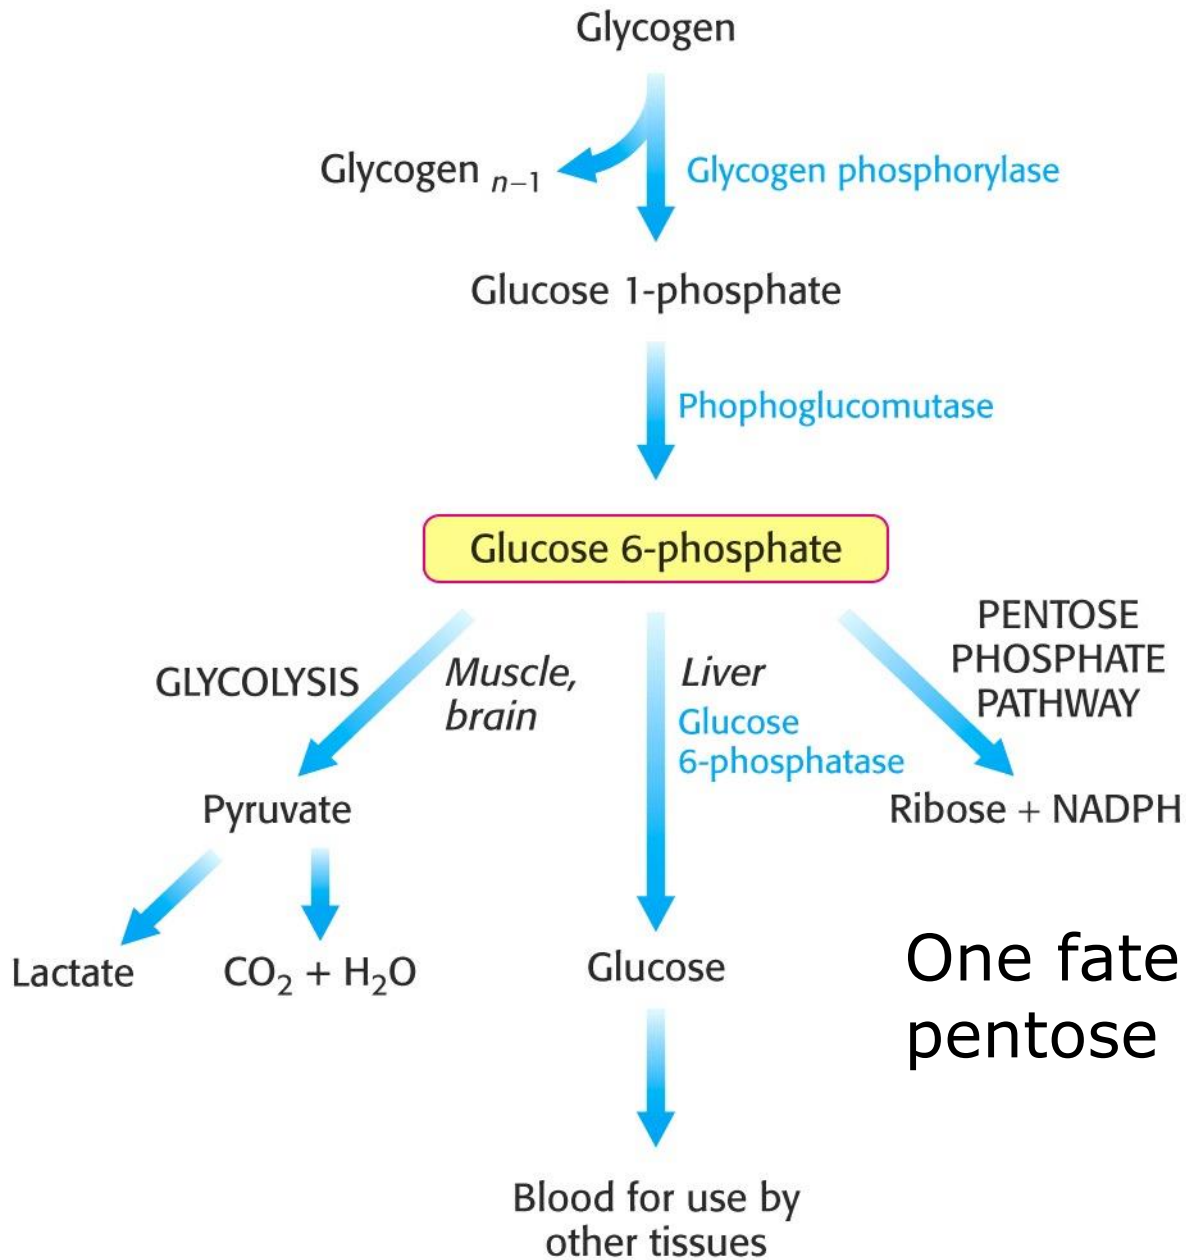 Glycogen
Glycogen n–1
Glycogen phosphorylase
Glucose 1-phosphate
Phophoglucomutase
Glucose 6-phosphate
GLYCOLYSIS
Muscle,
brain
Liver
Glucose
6-phosphatase
PENTOSE
PHOSPHATE
PATHWAY
Pyruvate
Ribose + NADPH
Lactate
CO₂ + H₂O
Glucose
One fate
pentose
Blood for use by
other tissues